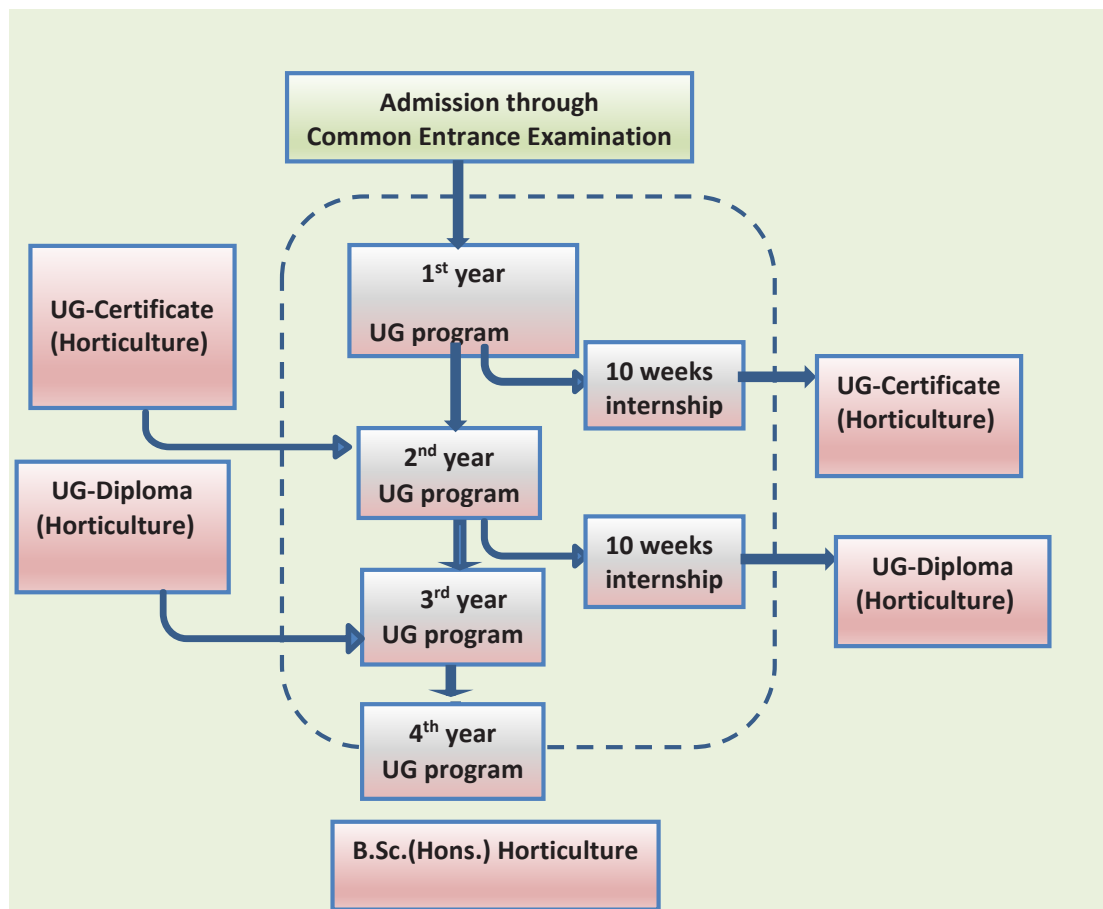 Admission through
Common Entrance Examination
1st year
UG program
UG-Certificate
(Horticulture)
10 weeks
internship
UG-Certificate
(Horticulture)
2nd year
UG program
UG-Diploma
(Horticulture)
10 weeks
internship
UG-Diploma
(Horticulture)
3rd year
UG program
4th year
UG program
B.Sc.(Hons.) Horticulture